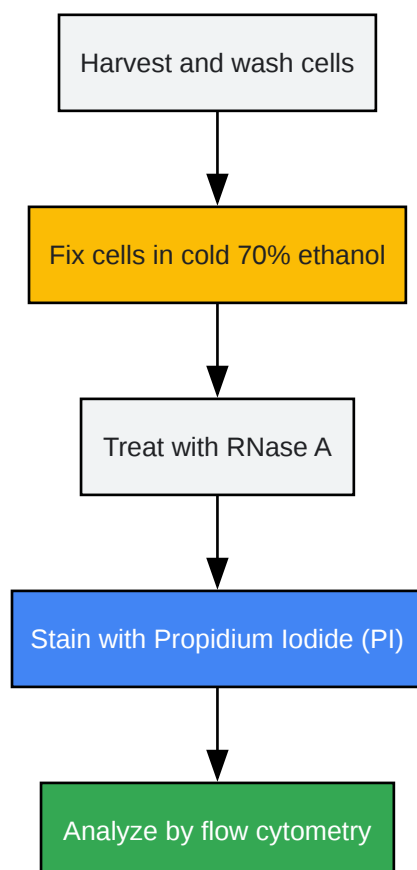 Harvest and wash cells
Fix cells in cold 70% ethanol
Treat with RNase A
Stain with Propidium Iodide (PI)
Analyze by flow cytometry